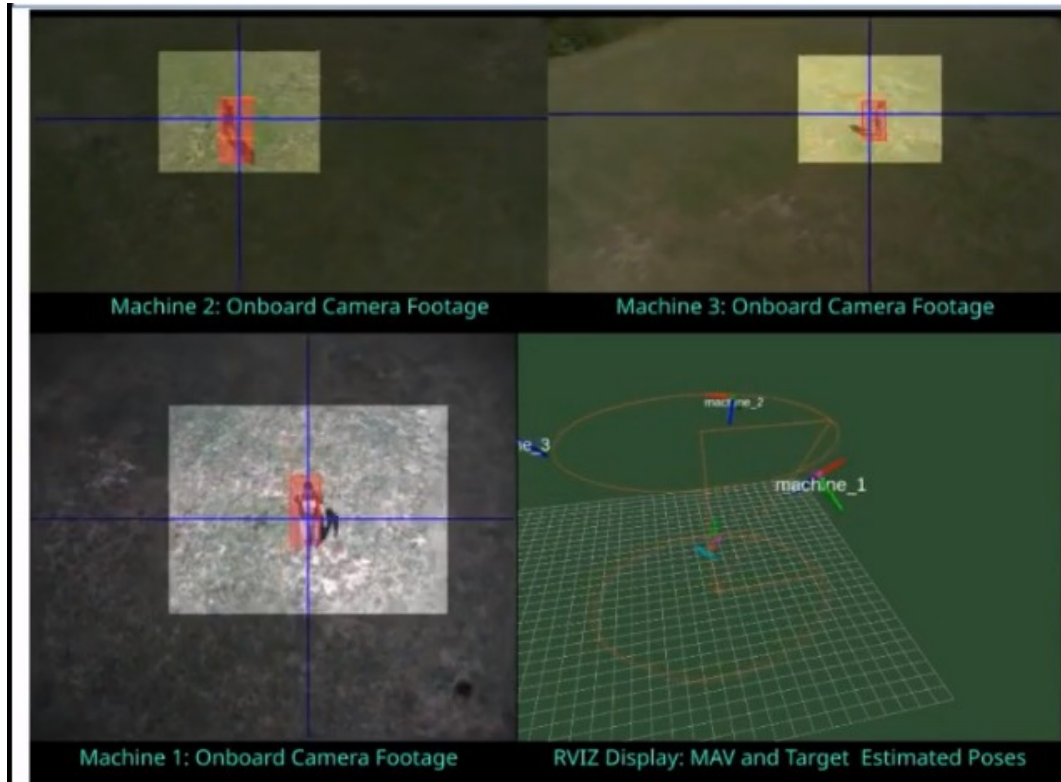 Machine 2: Onboard Camera Footage
Machine 3: Onboard Camera Footage
machine_2
ne_3
machine_1
Machine 1: Onboard Camera Footage
RVIZ Display: MAV and Target Estimated Poses